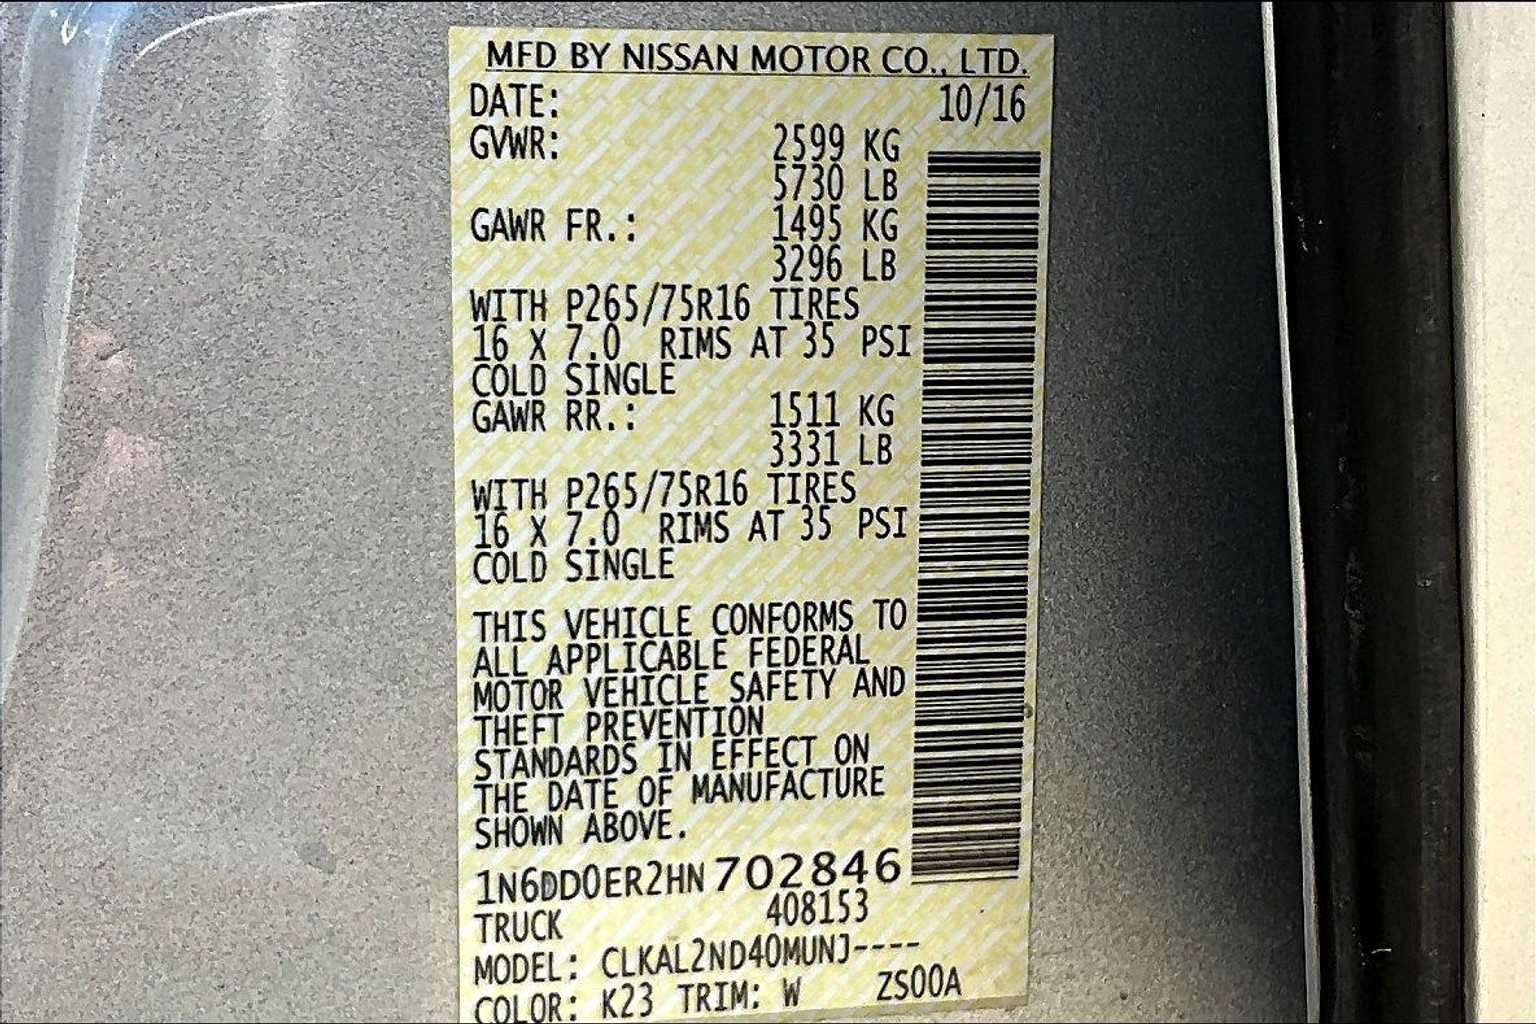 MFD BY NISSAN MOTOR CO., LTD.
DATE: 10/16
GVWR: 2599 KG
5730 LB
GAWR FR.: 1495 KG
3296 LB
WITH P265/75R16 TIRES
16 X 7.0 RIMS AT 35 PSI
COLD SINGLE
GAWR RR.: 1511 KG
3331 LB
WITH P265/75R16 TIRES
16 X 7.0 RIMS AT 35 PSI
COLD SINGLE
THIS VEHICLE CONFORMS TO
ALL APPLICABLE FEDERAL
MOTOR VEHICLE SAFETY AND
THEFT PREVENTION
STANDARDS IN EFFECT ON
THE DATE OF MANUFACTURE
SHOWN ABOVE.
1N6DD0ER2HN702846
TRUCK 408153
MODEL: CLKAL2ND40MUNJ----
COLOR: K23 TRIM: W ZS00A